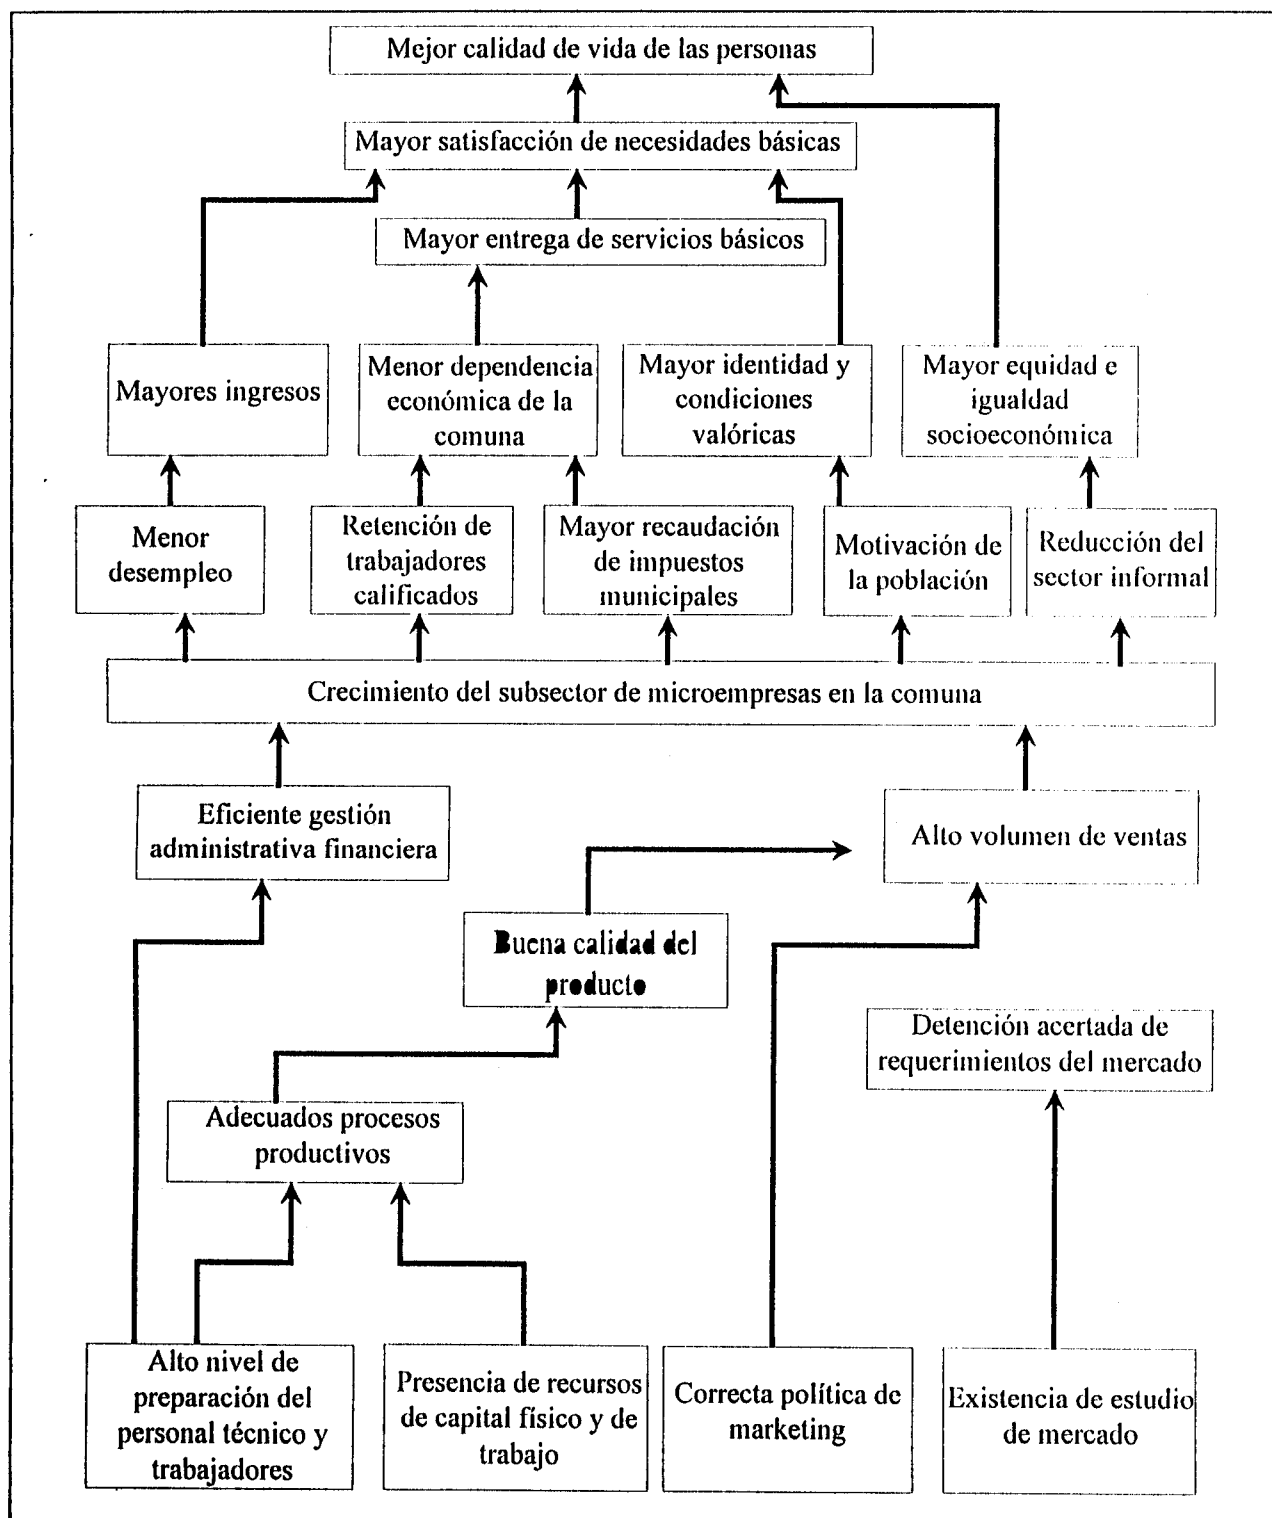 Mejor calidad de vida de las personas
Mayor satisfacción de necesidades básicas
Mayor entrega de servicios básicos
Mayores ingresos
Menor dependencia
económica de la
comuna
Mayor identidad y
condiciones
valóricas
Mayor equidad e
igualdad
socioeconómica
Menor
desempleo
Retención de
trabajadores
calificados
Mayor recaudación
de impuestos
municipales
Motivación de
la población
Reducción del
sector informal
Crecimiento del subsector de microempresas en la comuna
Eficiente gestión
administrativa financiera
Alto volumen de ventas
Buena calidad del
producto
Detención acertada de
requerimientos del mercado
Adecuados procesos
productivos
Alto nivel de
preparación del
personal técnico y
trabajadores
Presencia de recursos
de capital físico y de
trabajo
Correcta política de
marketing
Existencia de estudio
de mercado